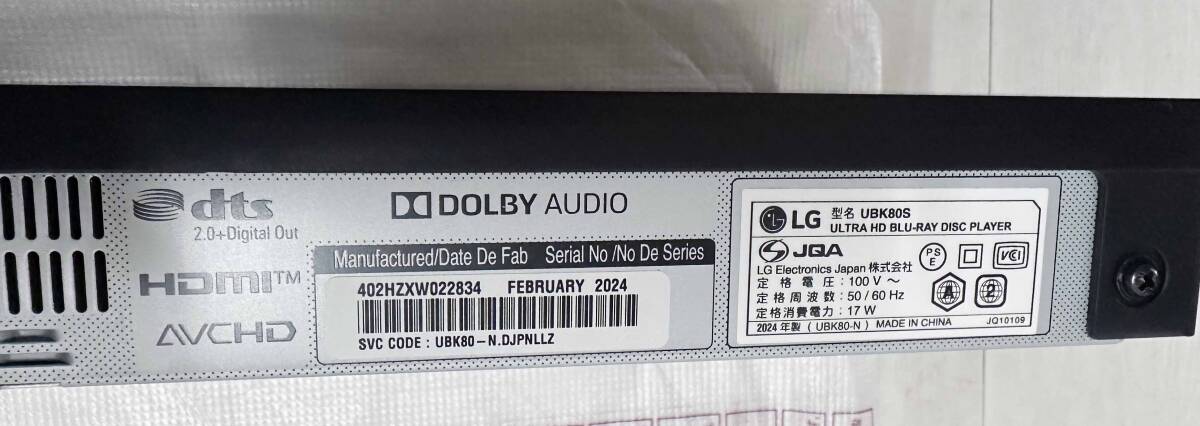 dts
2.0+Digital Out
HDMI™
AVCHD
DOLBY AUDIO
Manufactured/Date De Fab Serial No /No De Series
402HZXW022834 FEBRUARY 2024
SVC CODE : UBK80-N.DJPNLLZ
LG 型名 UBK80S
ULTRA HD BLU-RAY DISC PLAYER
JQA
PS
E
VCCI
LG Electronics Japan 株式会社
定格電圧 : 100 V ～
定格周波数 : 50 / 60 Hz
定格消費電力 : 17 W
A 2
2024 年製 ( UBK80-N ) MADE IN CHINA JQ10109